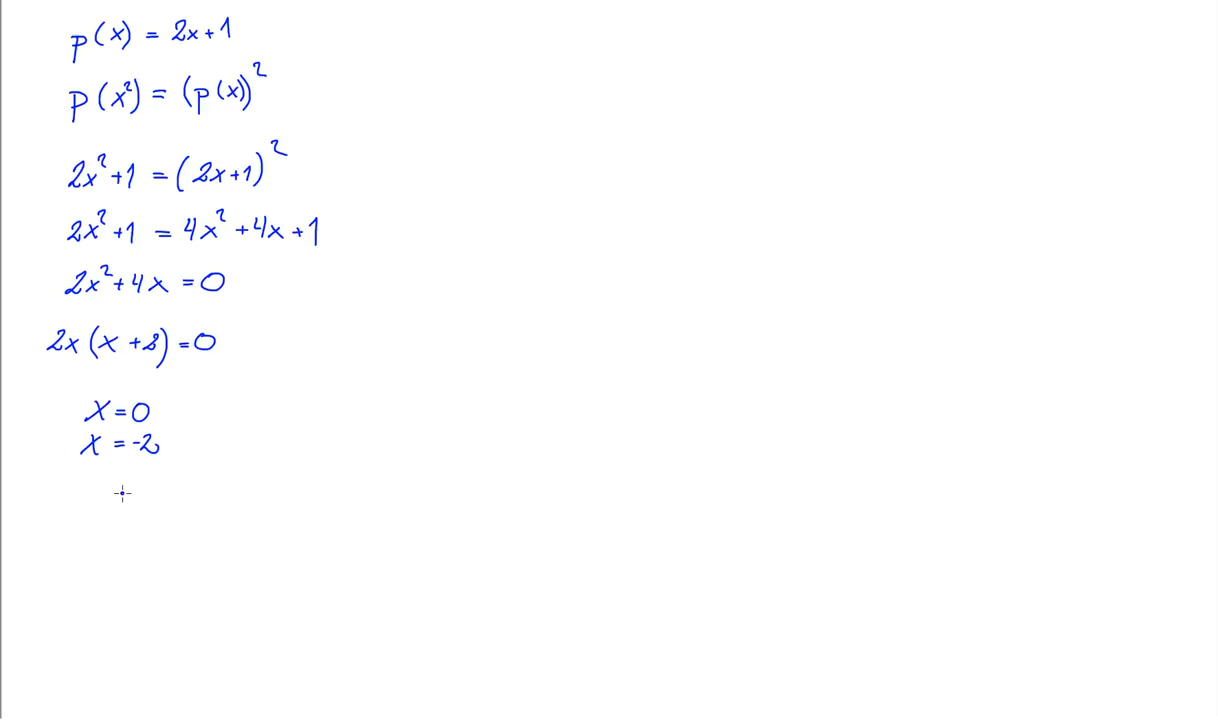 p(x) = 2x+1
p(x²) = (p(x))²
2x²+1 = (2x+1)²
2x²+1 = 4x²+4x+1
2x²+4x = 0
2x(x+2) = 0
x = 0
x = -2